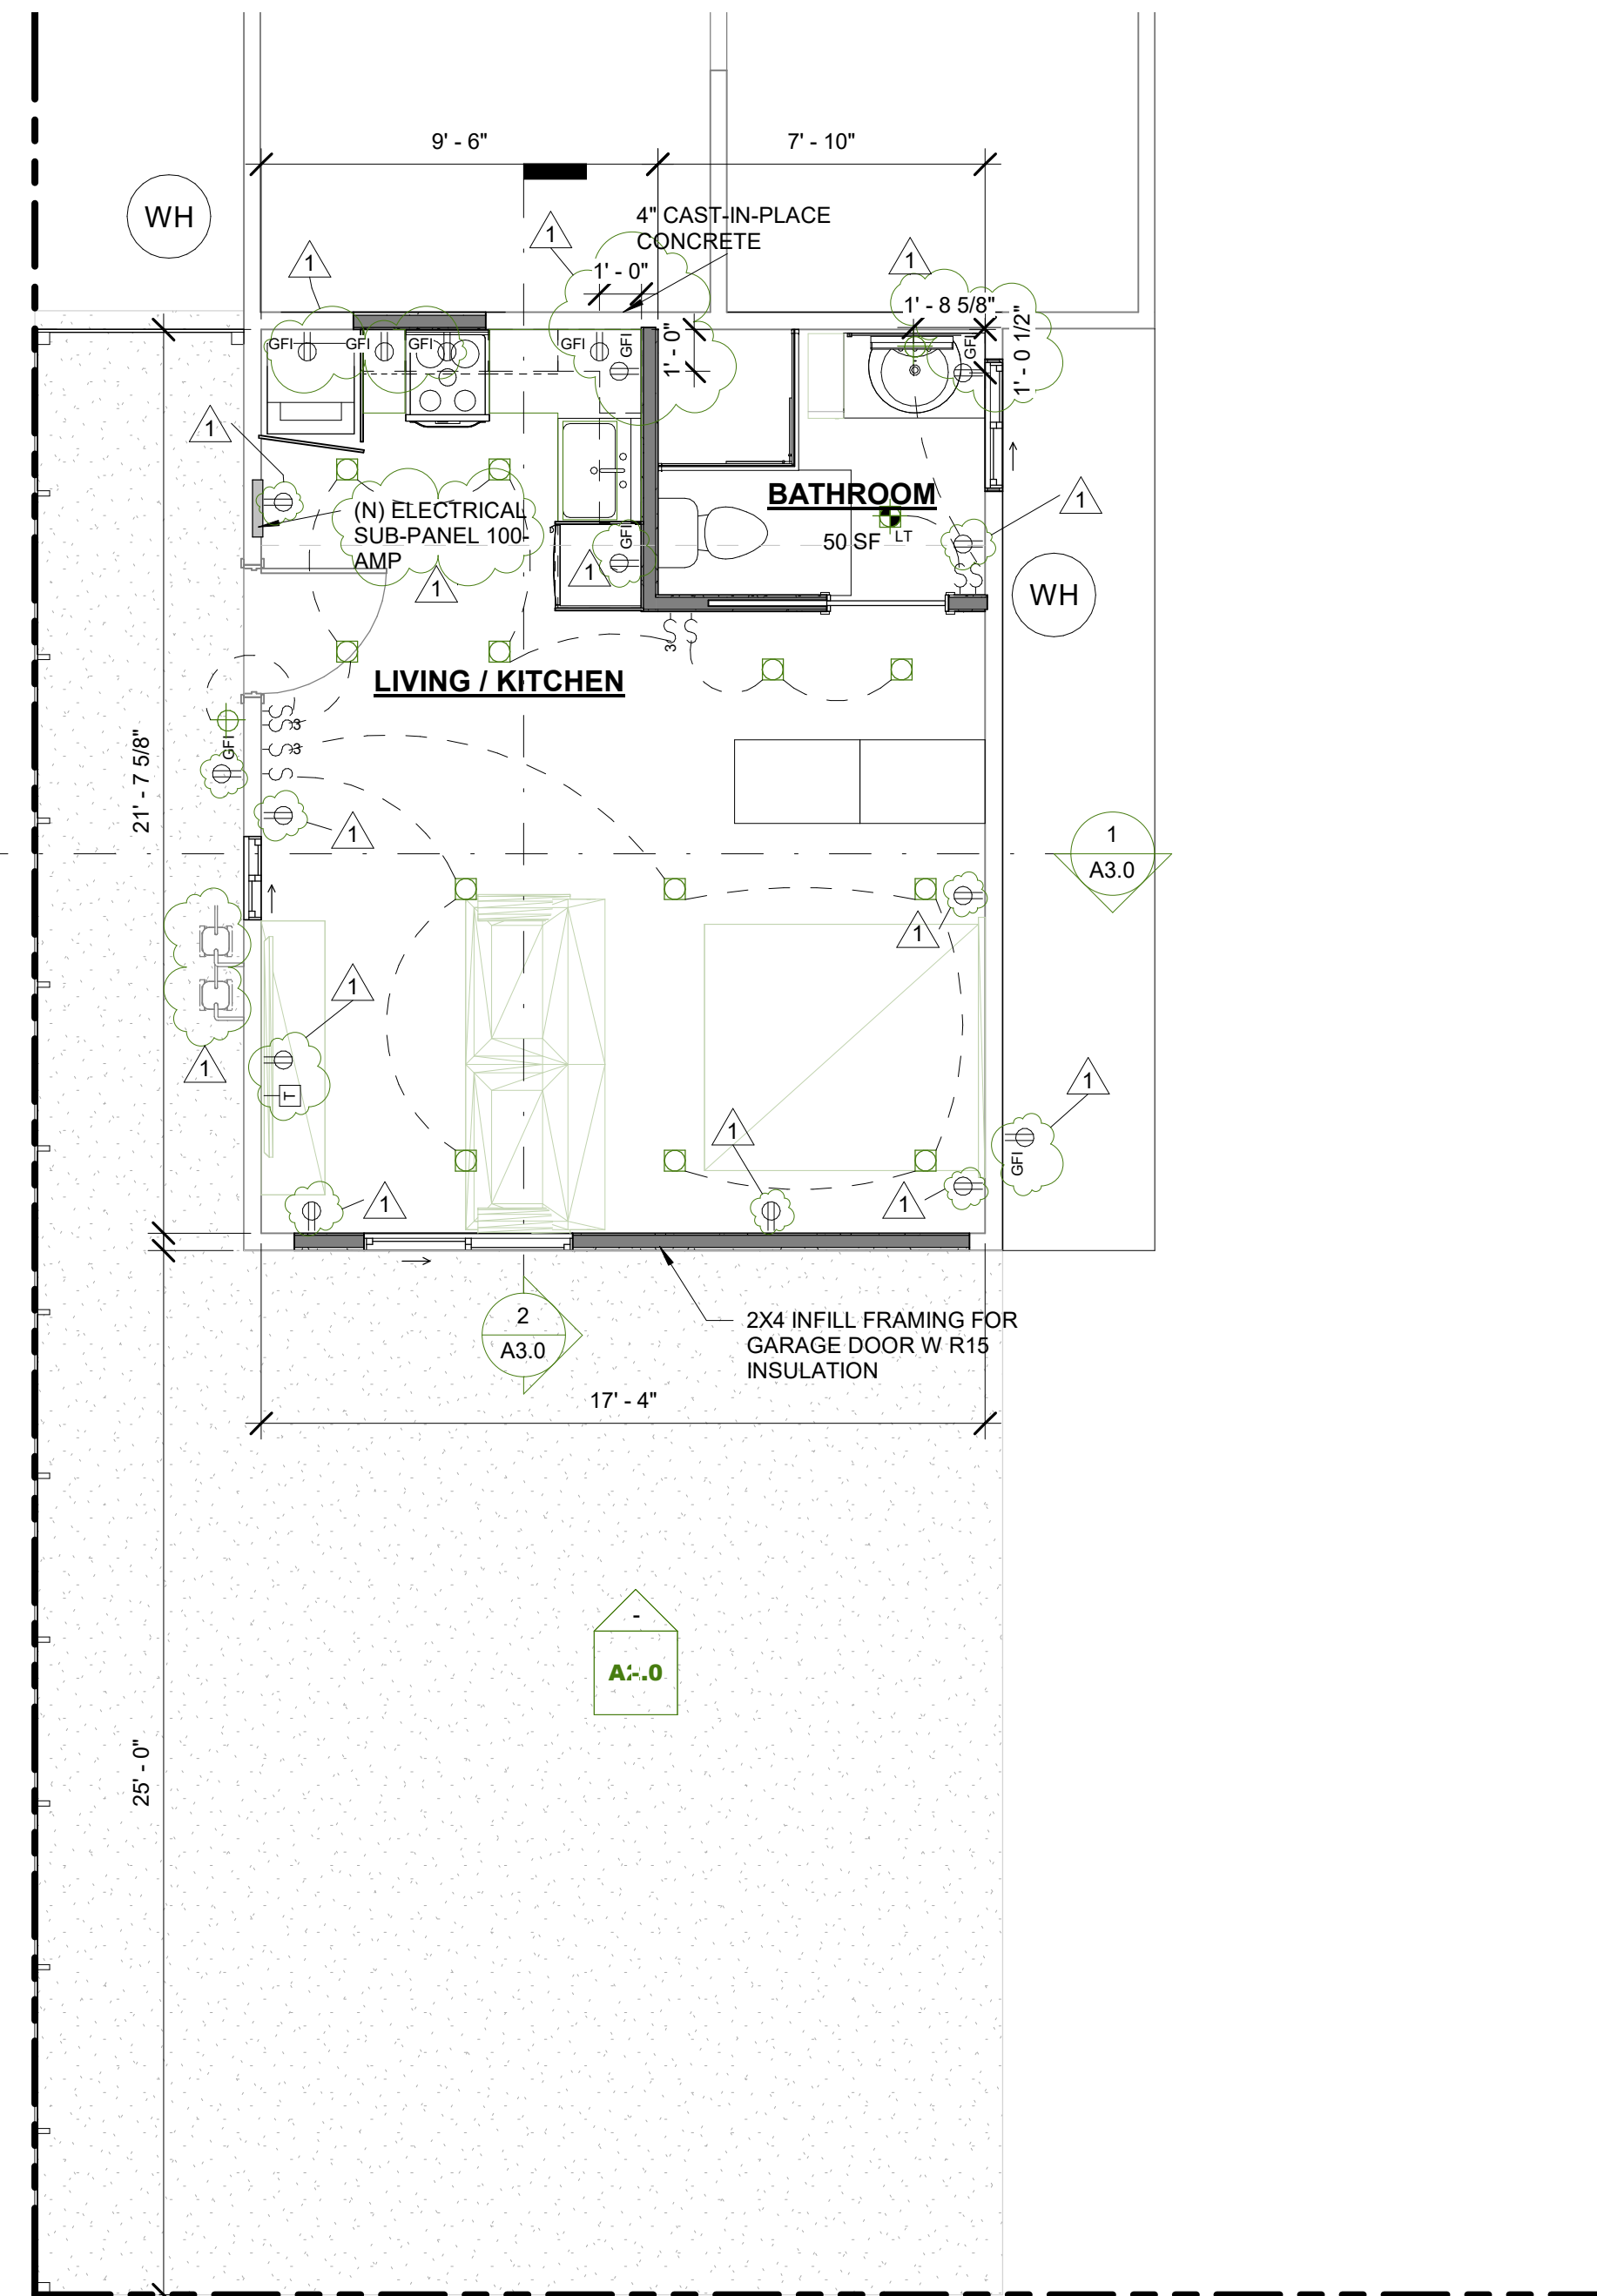 9' - 6"
7' - 10"
WH
4" CAST-IN-PLACE
CONCRETE
1
1
1
1' - 0"
1' - 8 5/8"
1' - 0 1/2"
1' - 0"
GFI
GFI
GFI
GFI
GFI
GFI
1
(N) ELECTRICAL
SUB-PANEL 100-
AMP
1
GFI
1
BATHROOM
50 SF
LT
1
WH
S
S
S
S
3
LIVING / KITCHEN
S
S
3
S
3
S
GFI
21' - 7 5/8"
1
1
A3.0
1
1
1
T
1
GFI
1
1
1
2
A3.0
2X4 INFILL FRAMING FOR
GARAGE DOOR W R15
INSULATION
17' - 4"
-
25' - 0"